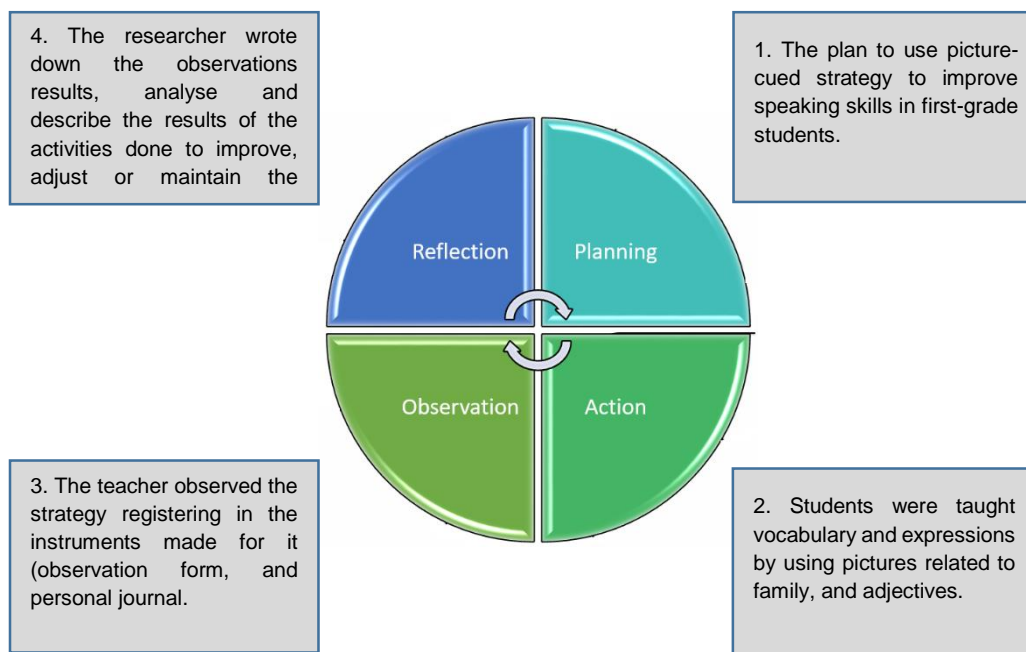 4. The researcher wrote
down the observations
results, analyse and
describe the results of the
activities done to improve,
adjust or maintain the
1. The plan to use picture-
cued strategy to improve
speaking skills in first-grade
students.
Reflection
Planning
Observation
Action
3. The teacher observed the
strategy registering in the
instruments made for it
(observation form, and
personal journal.
2. Students were taught
vocabulary and expressions
by using pictures related to
family, and adjectives.